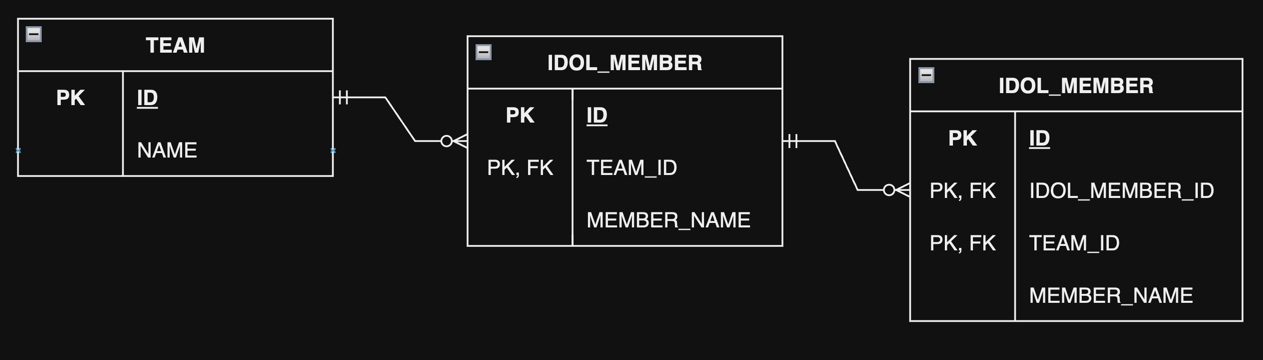 TEAM
PK ID
NAME
IDOL_MEMBER
PK ID
PK, FK TEAM_ID
MEMBER_NAME
IDOL_MEMBER
PK ID
PK, FK IDOL_MEMBER_ID
PK, FK TEAM_ID
MEMBER_NAME